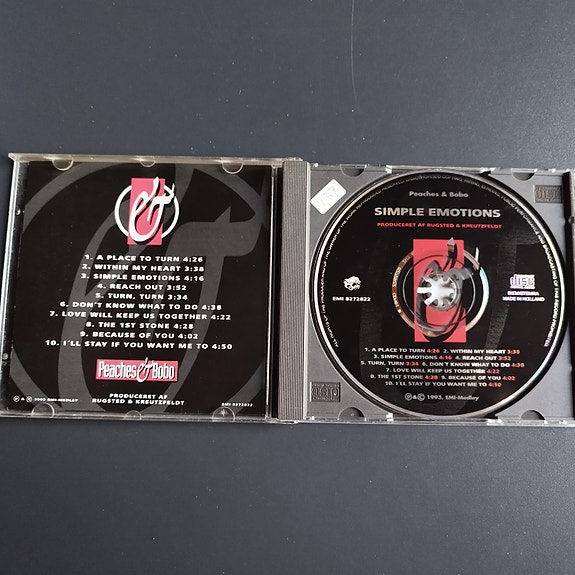 &
1. A PLACE TO TURN 4:26
2. WITHIN MY HEART 3:38
3. SIMPLE EMOTIONS 4:16
4. REACH OUT 3:52
5. TURN, TURN 3:34
6. DON'T KNOW WHAT TO DO 4:38
7. LOVE WILL KEEP US TOGETHER 4:22
8. THE 1ST STONE 4:28
9. BECAUSE OF YOU 4:02
10. I'LL STAY IF YOU WANT ME TO 4:50
Peaches & Bobo
PRODUCERET AF
RUGSTED & KREUTZFELDT
℗ & © 1993 EMI-MEDLEY
EMI 8272822
Peaches & Bobo
SIMPLE EMOTIONS
PRODUCERET AF RUGSTED & KREUTZFELDT
EMI 8272822
disc
MADE IN HOLLAND
1. A PLACE TO TURN 4:26 2. WITHIN MY HEART 3:38
3. SIMPLE EMOTIONS 4:16 4. REACH OUT 3:52
5. TURN, TURN 3:34 6. DON'T KNOW WHAT TO DO 4:38
7. LOVE WILL KEEP US TOGETHER 4:22
8. THE 1ST STONE 4:28 9. BECAUSE OF YOU 4:02
10. I'LL STAY IF YOU WANT ME TO 4:50
℗ & © 1993, EMI-Medley